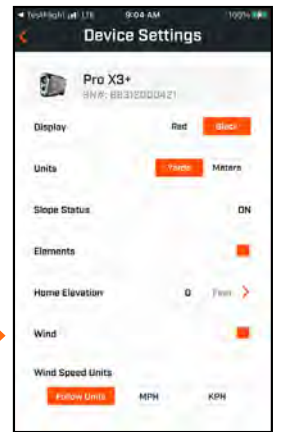 TestFlight LTE 9:04 AM 100%
Device Settings
Pro X3+
Display Red Black
Units Yards Meters
Slope Status ON
Elements
Home Elevation 0 Feet
Wind
Wind Speed Units
Follow Units MPH KPH